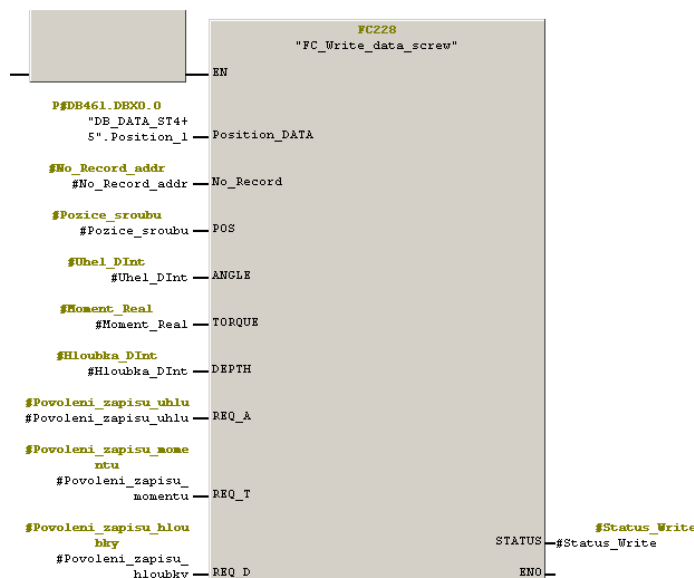 FC228
"FC_Write_data_screw"
EN
P#DB461.DBX0.0
"DB_DATA_ST4+
5".Position_1
Position_DATA
#No_Record_addr
#No_Record_addr
No_Record
#Pozice_sroubu
#Pozice_sroubu
POS
#Uhel_DInt
#Uhel_DInt
ANGLE
#Moment_Real
#Moment_Real
TORQUE
#Hloubka_DInt
#Hloubka_DInt
DEPTH
#Povoleni_zapisu_uhlu
#Povoleni_zapisu_uhlu
REQ_A
#Povoleni_zapisu_mome
ntu
#Povoleni_zapisu_
momentu
REQ_T
#Povoleni_zapisu_hlou
bky
#Povoleni_zapisu_
hloubky
REQ_D
STATUS
#Status_Write
#Status_Write
ENO